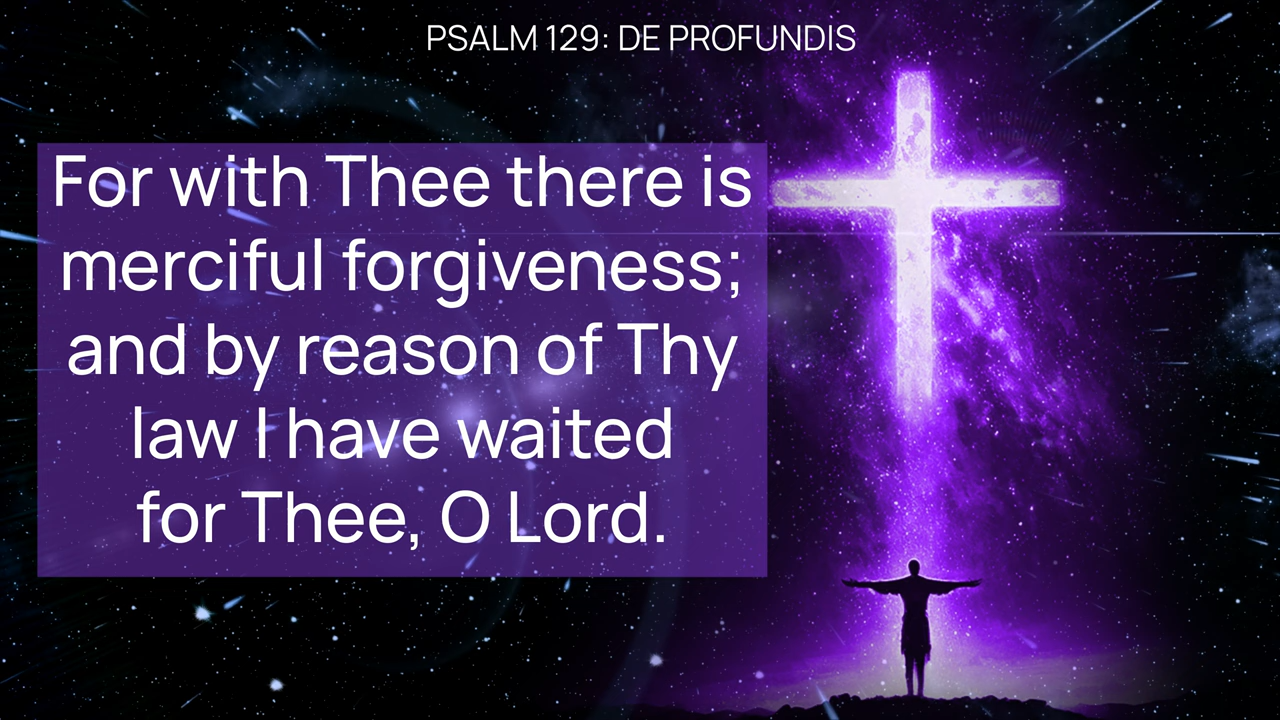 PSALM 129: DE PROFUNDIS
For with Thee there is
merciful forgiveness;
and by reason of Thy
law I have waited
for Thee, O Lord.